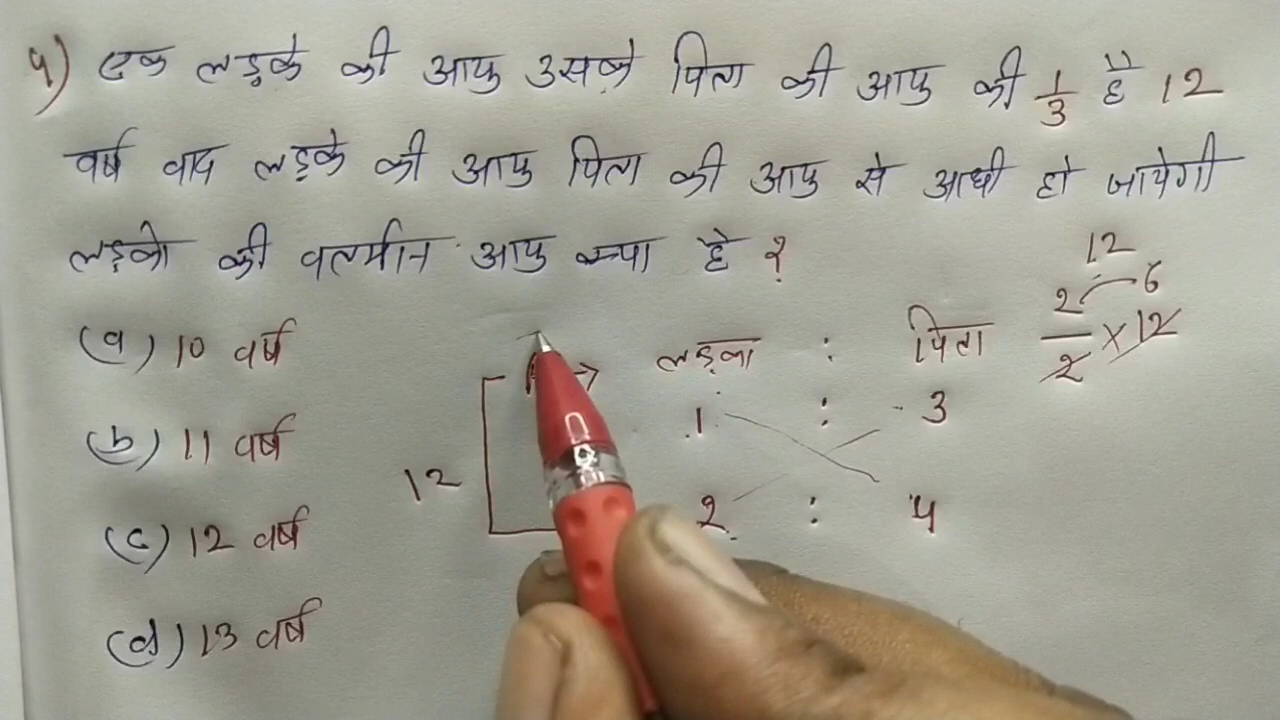 4) एक लड़के की आयु उसके पिता की आयु की 1/3 है 12
वर्ष बाद लड़के की आयु पिता की आयु से आधी हो जायेगी
लड़के की वर्तमान आयु क्या है ?
(a) 10 वर्ष
(b) 11 वर्ष
(c) 12 वर्ष
(d) 13 वर्ष
लड़का : पिता
1 : 3
2 : 4
12
12
2/2 × 12
6